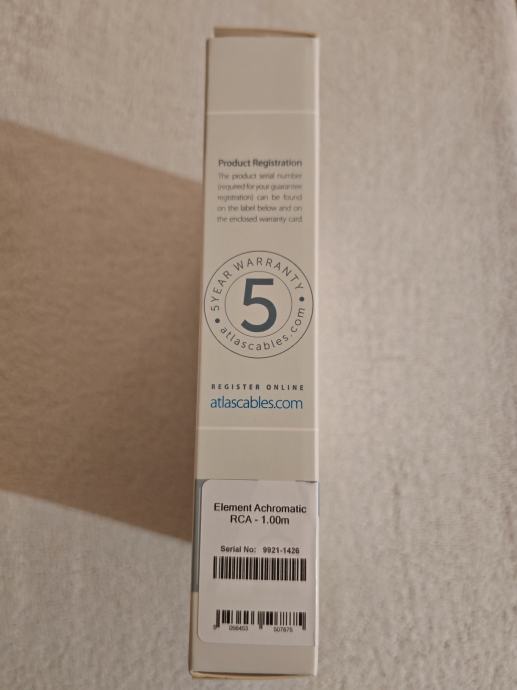 Product Registration
The product serial number
(required for your guarantee
registration) can be found
on the label below and on
the enclosed warranty card
5 YEAR WARRANTY
5
atlascables.com
REGISTER ONLINE
atlascables.com
Element Achromatic
RCA - 1.00m
Serial No: 9921-1426